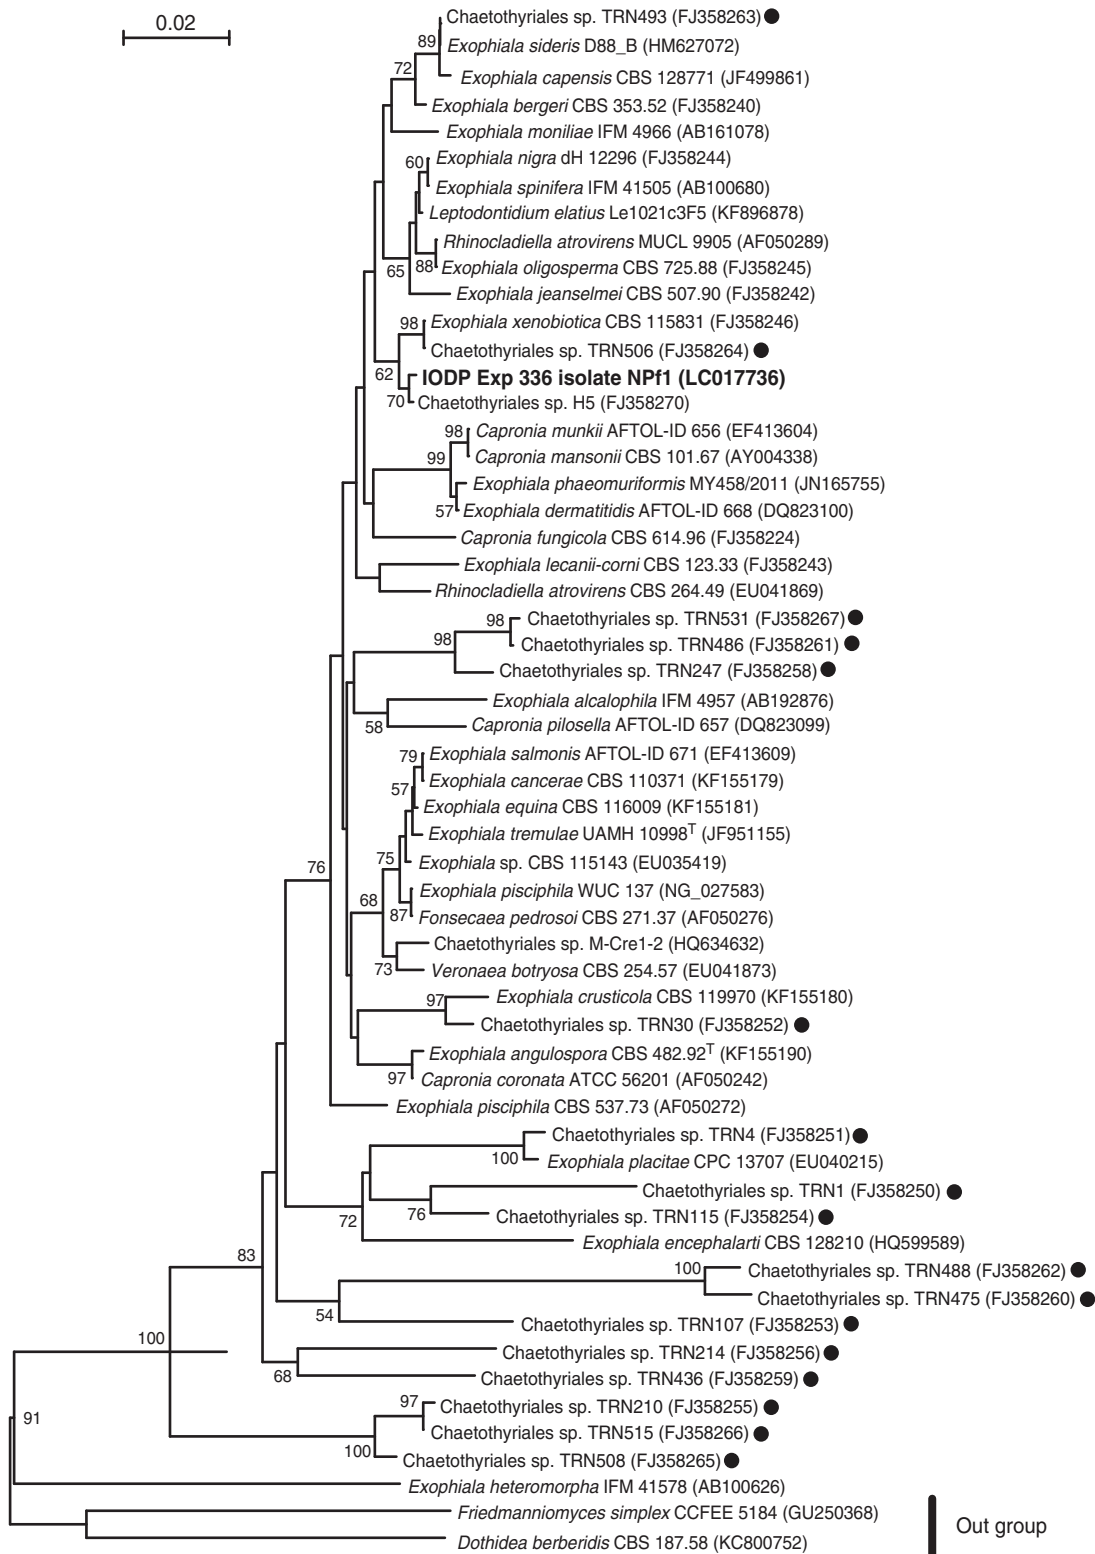 0.02
Chaetothyriales sp. TRN493 (FJ358263)
89
Exophiala sideris D88_B (HM627072)
72
Exophiala capensis CBS 128771 (JF499861)
Exophiala bergeri CBS 353.52 (FJ358240)
Exophiala moniliae IFM 4966 (AB161078)
60
Exophiala nigra dH 12296 (FJ358244)
Exophiala spinifera IFM 41505 (AB100680)
Leptodontidium elatius Le1021c3F5 (KF896878)
Rhinocladiella atrovirens MUCL 9905 (AF050289)
65
88
Exophiala oligosperma CBS 725.88 (FJ358245)
Exophiala jeanselmei CBS 507.90 (FJ358242)
98
Exophiala xenobiotica CBS 115831 (FJ358246)
Chaetothyriales sp. TRN506 (FJ358264)
62
IODP Exp 336 isolate NPf1 (LC017736)
70
Chaetothyriales sp. H5 (FJ358270)
98
Capronia munkii AFTOL-ID 656 (EF413604)
99
Capronia mansonii CBS 101.67 (AY004338)
Exophiala phaeomuriformis MY458/2011 (JN165755)
57
Exophiala dermatitidis AFTOL-ID 668 (DQ823100)
Capronia fungicola CBS 614.96 (FJ358224)
Exophiala lecanii-corni CBS 123.33 (FJ358243)
Rhinocladiella atrovirens CBS 264.49 (EU041869)
98
Chaetothyriales sp. TRN531 (FJ358267)
98
Chaetothyriales sp. TRN486 (FJ358261)
Chaetothyriales sp. TRN247 (FJ358258)
Exophiala alcalophila IFM 4957 (AB192876)
58
Capronia pilosella AFTOL-ID 657 (DQ823099)
79
Exophiala salmonis AFTOL-ID 671 (EF413609)
57
Exophiala cancerae CBS 110371 (KF155179)
Exophiala equina CBS 116009 (KF155181)
Exophiala tremulae UAMH 10998T (JF951155)
75
Exophiala sp. CBS 115143 (EU035419)
76
68
Exophiala pisciphila WUC 137 (NG_027583)
87
Fonsecaea pedrosoi CBS 271.37 (AF050276)
Chaetothyriales sp. M-Cre1-2 (HQ634632)
73
Veronaea botryosa CBS 254.57 (EU041873)
97
Exophiala crusticola CBS 119970 (KF155180)
Chaetothyriales sp. TRN30 (FJ358252)
Exophiala angulospora CBS 482.92T (KF155190)
97
Capronia coronata ATCC 56201 (AF050242)
Exophiala pisciphila CBS 537.73 (AF050272)
Chaetothyriales sp. TRN4 (FJ358251)
100
Exophiala placitae CPC 13707 (EU040215)
Chaetothyriales sp. TRN1 (FJ358250)
72
76
Chaetothyriales sp. TRN115 (FJ358254)
Exophiala encephalarti CBS 128210 (HQ599589)
83
100
Chaetothyriales sp. TRN488 (FJ358262)
Chaetothyriales sp. TRN475 (FJ358260)
54
Chaetothyriales sp. TRN107 (FJ358253)
100
Chaetothyriales sp. TRN214 (FJ358256)
68
Chaetothyriales sp. TRN436 (FJ358259)
97
Chaetothyriales sp. TRN210 (FJ358255)
91
Chaetothyriales sp. TRN515 (FJ358266)
100
Chaetothyriales sp. TRN508 (FJ358265)
Exophiala heteromorpha IFM 41578 (AB100626)
Friedmanniomyces simplex CCFEE 5184 (GU250368)
Out group
Dothidea berberidis CBS 187.58 (KC800752)